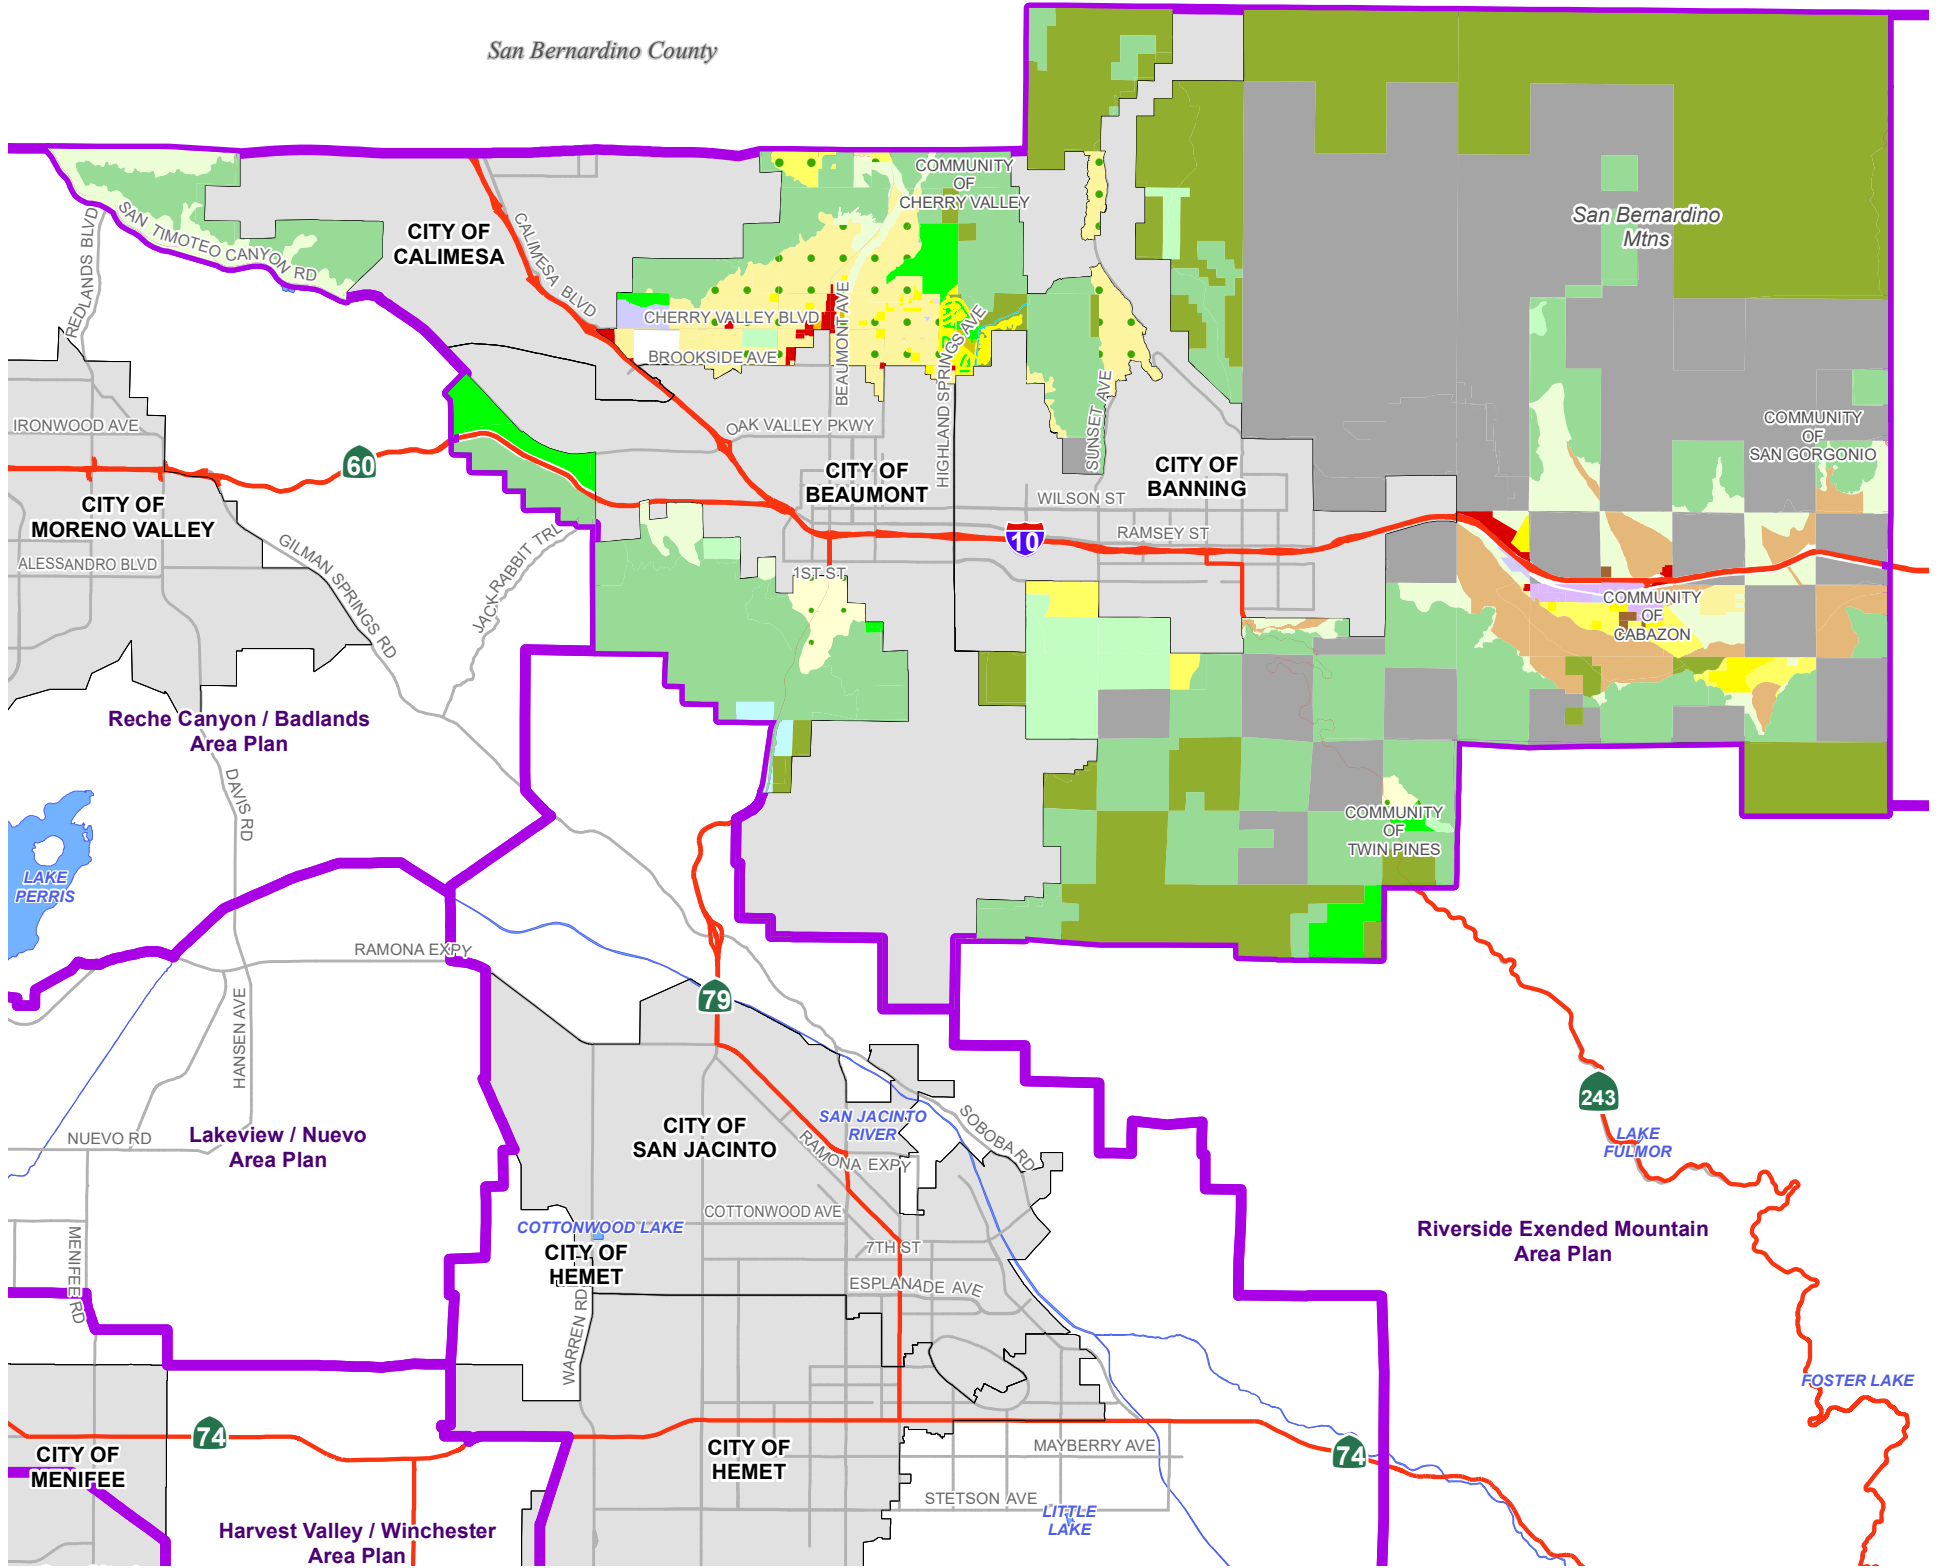 San Bernardino County
COMMUNITY
OF
CHERRY VALLEY
San Bernardino
Mtns
CITY OF
CALIMESA
CALIMESA BLVD
SAN TIMOTEO CANYON RD
REDLANDS BLVD
CHERRY VALLEY BLVD
BROOKSIDE AVE
BEAUMONT AVE
HIGHLAND SPRINGS AVE
SUNSET AVE
OAK VALLEY PKWY
IRONWOOD AVE
60
CITY OF
MORENO VALLEY
ALESSANDRO BLVD
GILMAN SPRINGS RD
JACK RABBIT TRL
CITY OF
BEAUMONT
CITY OF
BANNING
WILSON ST
RAMSEY ST
10
1ST ST
COMMUNITY
OF
SAN GORGONIO
COMMUNITY
OF
CABAZON
COMMUNITY
OF
TWIN PINES
Reche Canyon / Badlands
Area Plan
DAVIS RD
LAKE
PERRIS
RAMONA EXPY
HANSEN AVE
79
NUEVO RD
Lakeview / Nuevo
Area Plan
MENIFEE RD
CITY OF
SAN JACINTO
SAN JACINTO
RIVER
SOBOBA RD
RAMONA EXPY
COTTONWOOD AVE
COTTONWOOD LAKE
CITY OF
HEMET
7TH ST
ESPLANADE AVE
WARREN RD
243
LAKE
FULMOR
Riverside Exended Mountain
Area Plan
FOSTER LAKE
74
CITY OF
MENIFEE
CITY OF
HEMET
MAYBERRY AVE
74
STETSON AVE
LITTLE
LAKE
Harvest Valley / Winchester
Area Plan